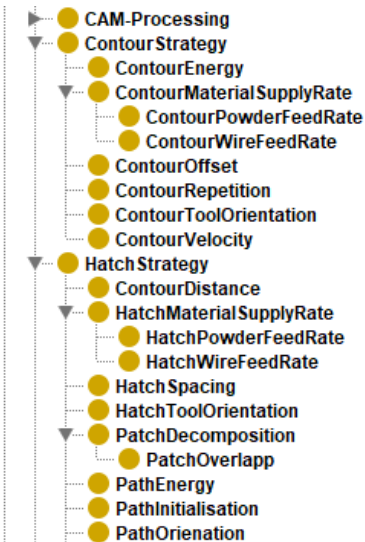 CAM-Processing
ContourStrategy
ContourEnergy
ContourMaterialSupplyRate
ContourPowderFeedRate
ContourWireFeedRate
ContourOffset
ContourRepetition
ContourToolOrientation
ContourVelocity
HatchStrategy
ContourDistance
HatchMaterialSupplyRate
HatchPowderFeedRate
HatchWireFeedRate
HatchSpacing
HatchToolOrientation
PatchDecomposition
PatchOverlapp
PathEnergy
PathInitialisation
PathOrienation